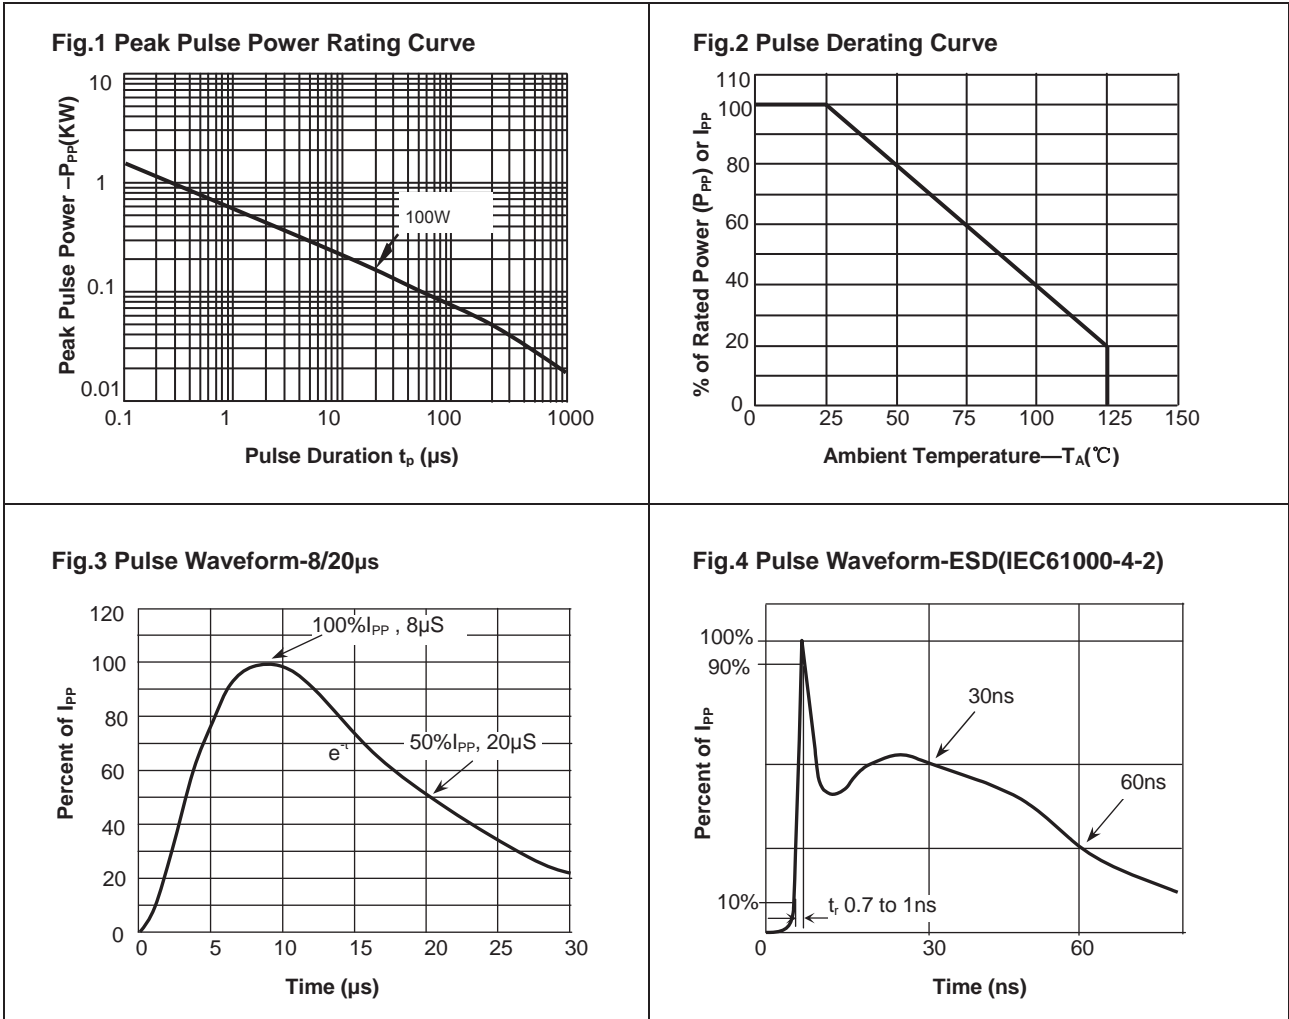 Fig.1 Peak Pulse Power Rating Curve
Peak Pulse Power –PPP(KW)
10
1
0.1
0.01
100W
0.1 1 10 100 1000
Pulse Duration tp (µs)
Fig.2 Pulse Derating Curve
% of Rated Power (PPP) or IPP
110
100
80
60
40
20
0
0 25 50 75 100 125 150
Ambient Temperature—TA(℃)
Fig.3 Pulse Waveform-8/20µs
Percent of IPP
120
100
80
60
40
20
0
100%IPP , 8µS
e-t
50%IPP, 20µS
0 5 10 15 20 25 30
Time (µs)
Fig.4 Pulse Waveform-ESD(IEC61000-4-2)
Percent of IPP
100%
90%
10%
30ns
60ns
tr 0.7 to 1ns
0 30 60
Time (ns)